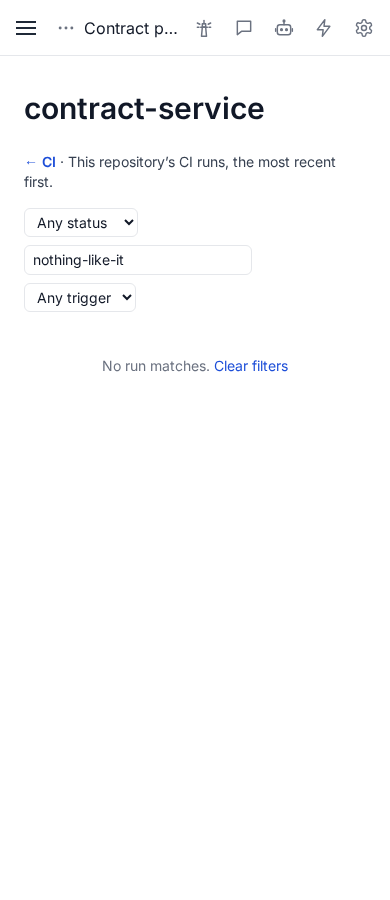 Contract p...
contract-service
← CI · This repository's CI runs, the most recent
first.
Any status
nothing-like-it
Any trigger
No run matches. Clear filters